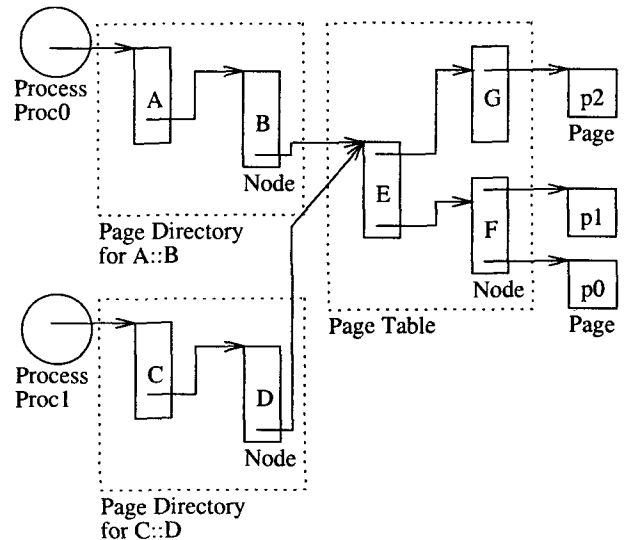 Process
Proc0
A
B
Node
Page Directory
for A::B
E
G
F
Node
Page Table
p2
Page
p1
p0
Page
Process
Proc1
C
D
Node
Page Directory
for C::D